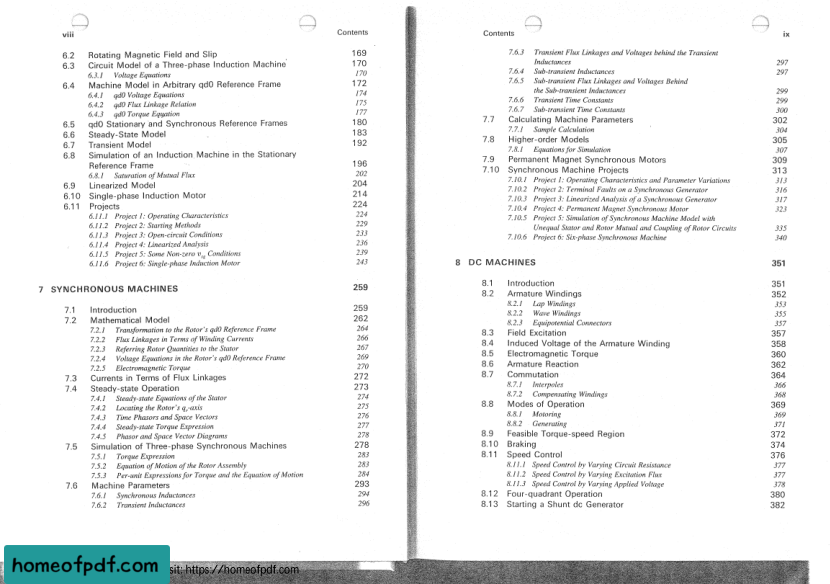 viii Contents
6.2 Rotating Magnetic Field and Slip 169
6.3 Circuit Model of a Three-phase Induction Machine 170
6.3.1 Voltage Equations 170
6.4 Machine Model in Arbitrary qd0 Reference Frame 172
6.4.1 qd0 Voltage Equations 174
6.4.2 qd0 Flux Linkage Relation 175
6.4.3 qd0 Torque Equation 177
6.5 qd0 Stationary and Synchronous Reference Frames 180
6.6 Steady-State Model 183
6.7 Transient Model 192
6.8 Simulation of an Induction Machine in the Stationary
Reference Frame 196
6.8.1 Saturation of Mutual Flux 202
6.9 Linearized Model 204
6.10 Single-phase Induction Motor 214
6.11 Projects 224
6.11.1 Project 1: Operating Characteristics 224
6.11.2 Project 2: Starting Methods 229
6.11.3 Project 3: Open-circuit Conditions 233
6.11.4 Project 4: Linearized Analysis 236
6.11.5 Project 5: Some Non-zero vsg Conditions 239
6.11.6 Project 6: Single-phase Induction Motor 243
7 SYNCHRONOUS MACHINES 259
7.1 Introduction 259
7.2 Mathematical Model 262
7.2.1 Transformation to the Rotor's qd0 Reference Frame 264
7.2.2 Flux Linkages in Terms of Winding Currents 266
7.2.3 Referring Rotor Quantities to the Stator 267
7.2.4 Voltage Equations in the Rotor's qd0 Reference Frame 269
7.2.5 Electromagnetic Torque 270
7.3 Currents in Terms of Flux Linkages 272
7.4 Steady-state Operation 273
7.4.1 Steady-state Equations of the Stator 274
7.4.2 Locating the Rotor's qr-axis 275
7.4.3 Time Phasors and Space Vectors 276
7.4.4 Steady-state Torque Expression 277
7.4.5 Phasor and Space Vector Diagrams 278
7.5 Simulation of Three-phase Synchronous Machines 278
7.5.1 Torque Expression 283
7.5.2 Equation of Motion of the Rotor Assembly 283
7.5.3 Per-unit Expressions for Torque and the Equation of Motion 284
7.6 Machine Parameters 293
7.6.1 Synchronous Inductances 294
7.6.2 Transient Inductances 296
Contents ix
7.6.3 Transient Flux Linkages and Voltages behind the Transient
Inductances 297
7.6.4 Sub-transient Inductances 297
7.6.5 Sub-transient Flux Linkages and Voltages Behind
the Sub-transient Inductances 299
7.6.6 Transient Time Constants 299
7.6.7 Sub-transient Time Constants 300
7.7 Calculating Machine Parameters 302
7.7.1 Sample Calculation 304
7.8 Higher-order Models 305
7.8.1 Equations for Simulation 307
7.9 Permanent Magnet Synchronous Motors 309
7.10 Synchronous Machine Projects 313
7.10.1 Project 1: Operating Characteristics and Parameter Variations 313
7.10.2 Project 2: Terminal Faults on a Synchronous Generator 316
7.10.3 Project 3: Linearized Analysis of a Synchronous Generator 317
7.10.4 Project 4: Permanent Magnet Synchronous Motor 323
7.10.5 Project 5: Simulation of Synchronous Machine Model with
Unequal Stator and Rotor Mutual and Coupling of Rotor Circuits 335
7.10.6 Project 6: Six-phase Synchronous Machine 340
8 DC MACHINES 351
8.1 Introduction 351
8.2 Armature Windings 352
8.2.1 Lap Windings 353
8.2.2 Wave Windings 355
8.2.3 Equipotential Connectors 357
8.3 Field Excitation 357
8.4 Induced Voltage of the Armature Winding 358
8.5 Electromagnetic Torque 360
8.6 Armature Reaction 362
8.7 Commutation 364
8.7.1 Interpoles 366
8.7.2 Compensating Windings 368
8.8 Modes of Operation 369
8.8.1 Motoring 369
8.8.2 Generating 371
8.9 Feasible Torque-speed Region 372
8.10 Braking 374
8.11 Speed Control 376
8.11.1 Speed Control by Varying Circuit Resistance 377
8.11.2 Speed Control by Varying Excitation Flux 377
8.11.3 Speed Control by Varying Applied Voltage 378
8.12 Four-quadrant Operation 380
8.13 Starting a Shunt dc Generator 382
homeofpdf.com
sit: https://homeofpdf.com